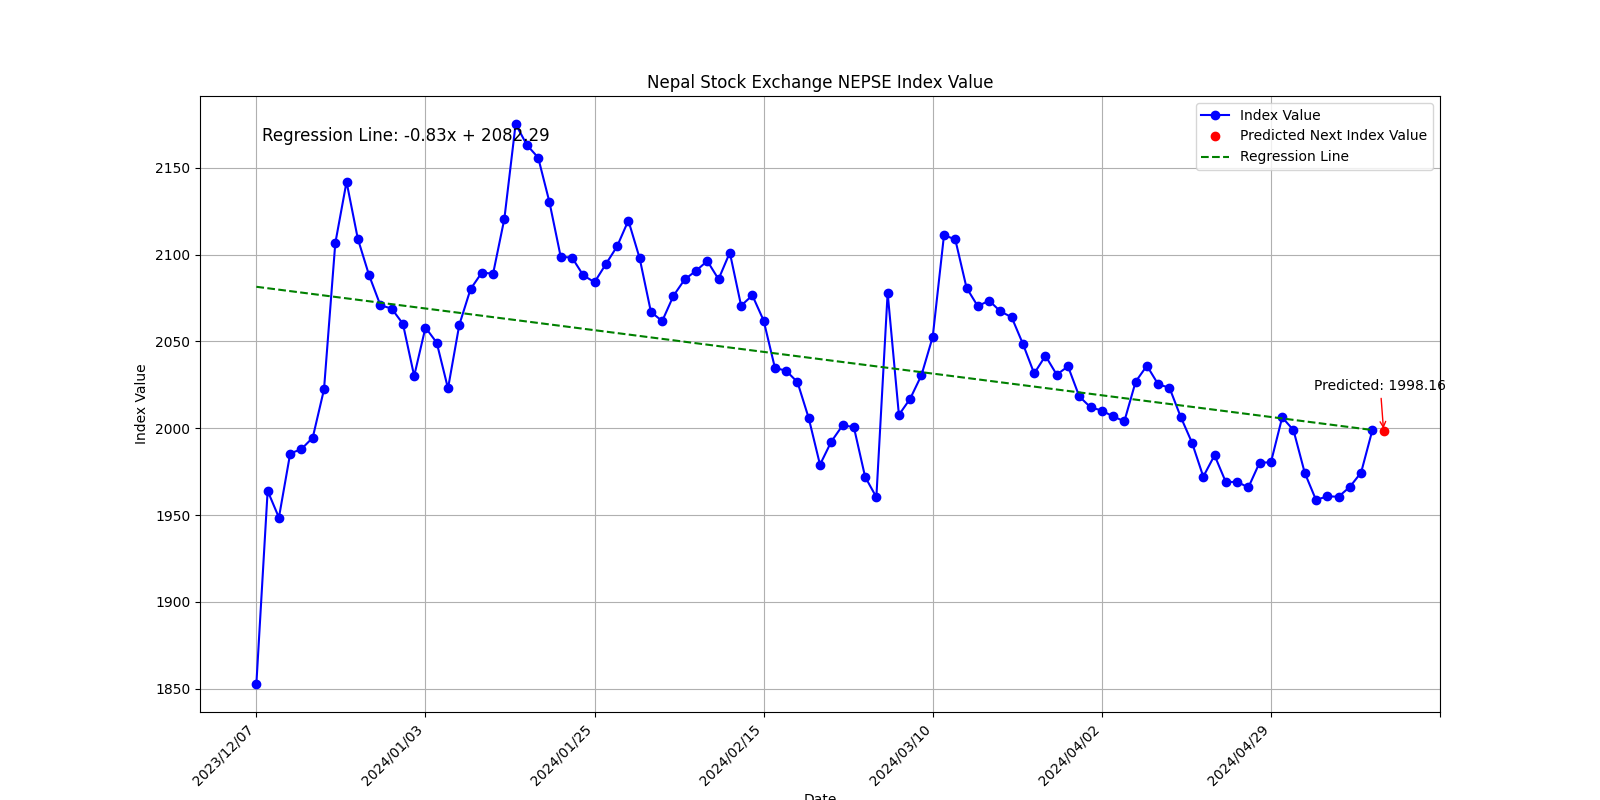 Nepal Stock Exchange NEPSE Index Value
Regression Line: -0.83x + 2082.29
Index Value
Predicted Next Index Value
Regression Line
Predicted: 1998.16
Index Value
2150
2100
2050
2000
1950
1900
1850
2023/12/07
2024/01/03
2024/01/25
2024/02/15
2024/03/10
2024/04/02
2024/04/29
Date